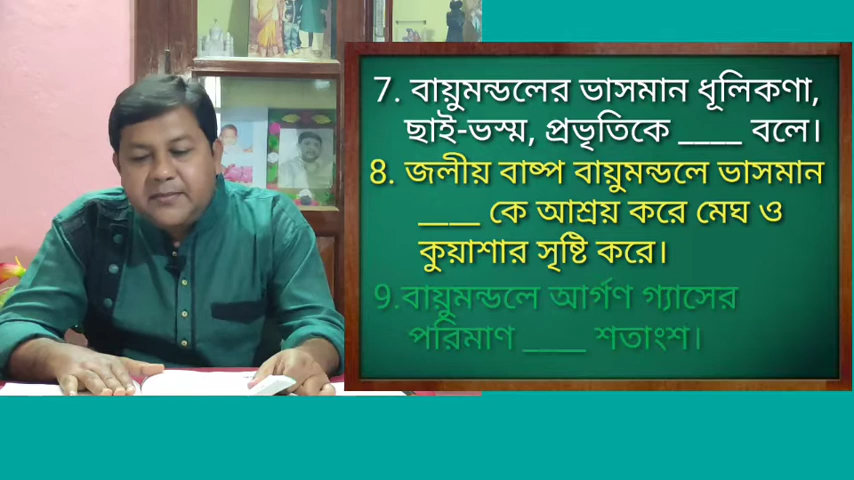 7. বায়ুমন্ডলের ভাসমান ধূলিকণা,
ছাই-ভস্ম, প্রভৃতিকে ____ বলে।
8. জলীয় বাষ্প বায়ুমন্ডলে ভাসমান
____ কে আশ্রয় করে মেঘ ও
কুয়াশার সৃষ্টি করে।
9.বায়ুমন্ডলে আর্গণ গ্যাসের
পরিমাণ ____ শতাংশ।